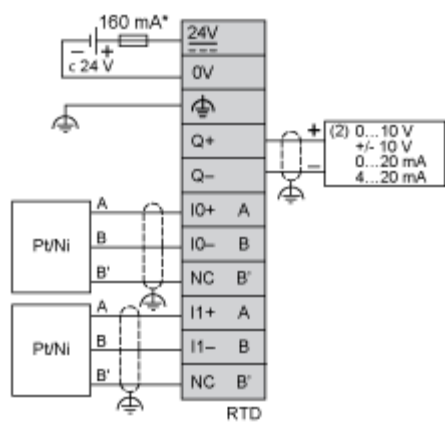 160 mA*
24V
– +
c 24 V
0V
Q+
+ (2) 0...10 V
+/- 10 V
Q–
– 0...20 mA
4...20 mA
A I0+ A
Pt/Ni B I0– B
B' NC B'
A I1+ A
Pt/Ni B I1– B
B' NC B'
RTD